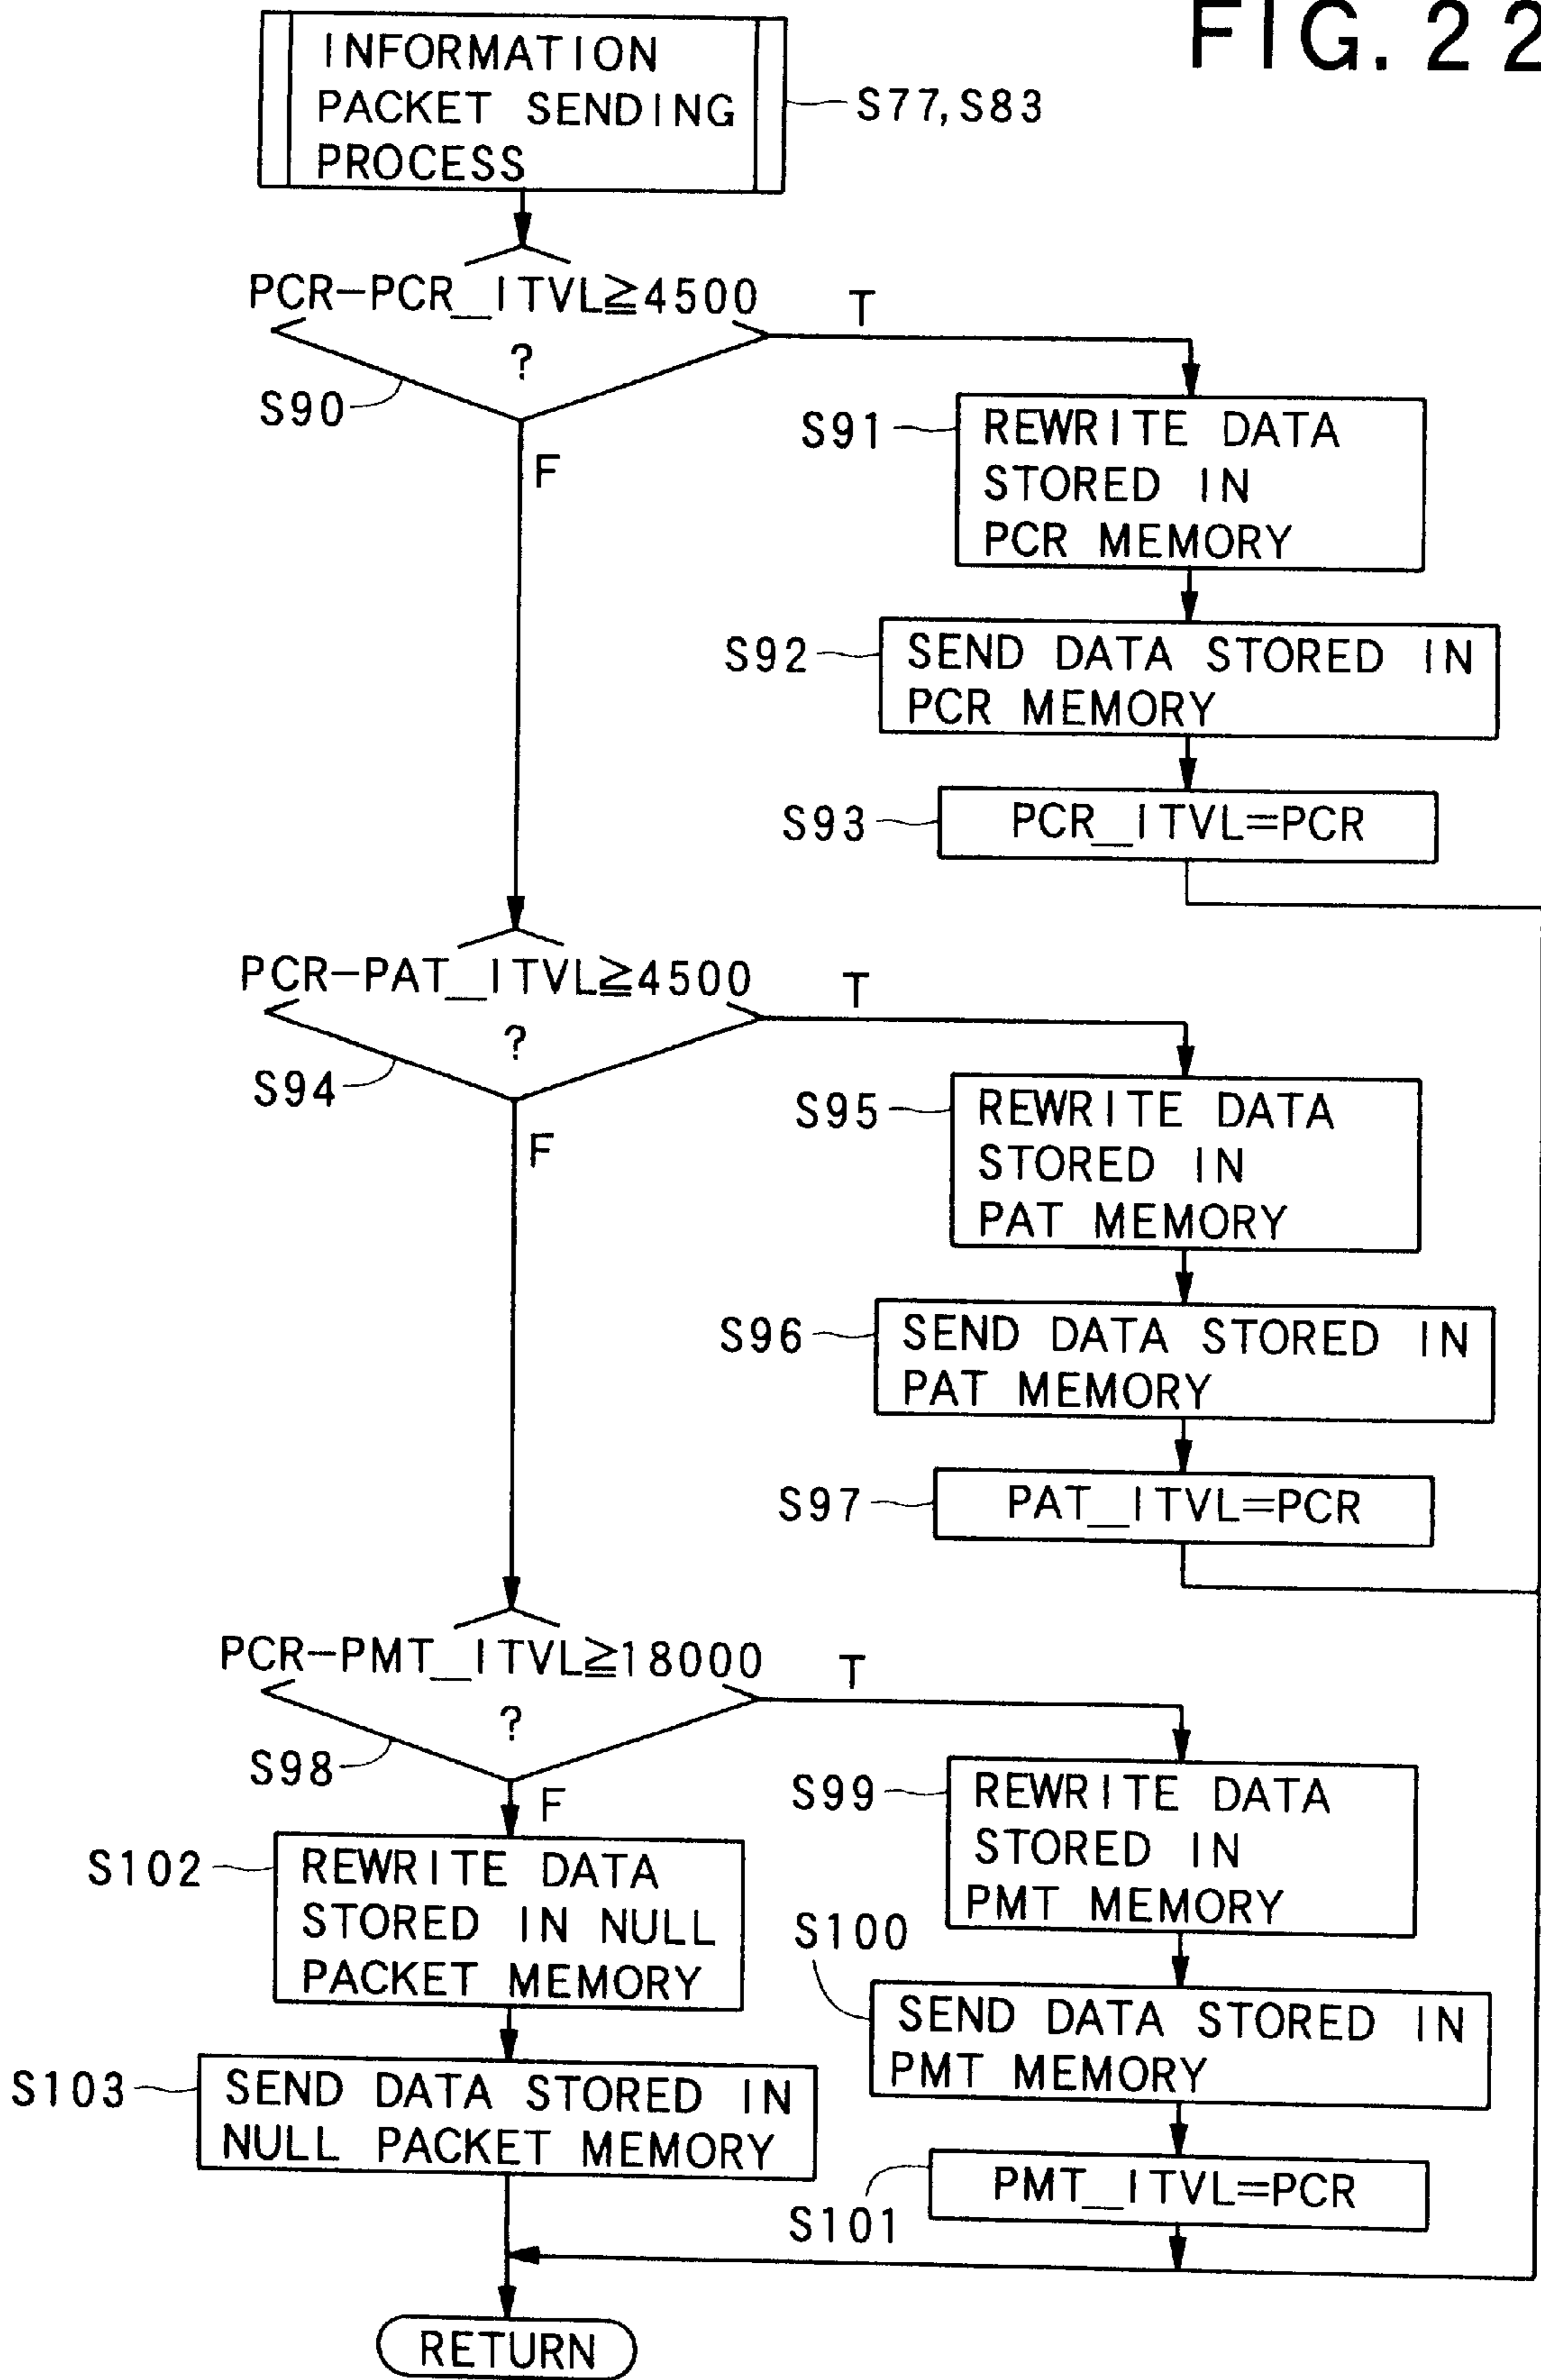 FIG. 22
INFORMATION
PACKET SENDING
PROCESS
S77, S83
PCR-PCR_ITVL≧4500
?
T
S90
F
S91
REWRITE DATA
STORED IN
PCR MEMORY
S92
SEND DATA STORED IN
PCR MEMORY
S93
PCR_ITVL=PCR
PCR-PAT_ITVL≧4500
?
T
S94
F
S95
REWRITE DATA
STORED IN
PAT MEMORY
S96
SEND DATA STORED IN
PAT MEMORY
S97
PAT_ITVL=PCR
PCR-PMT_ITVL≧18000
?
T
S98
F
S99
REWRITE DATA
STORED IN
PMT MEMORY
S100
SEND DATA STORED IN
PMT MEMORY
S101
PMT_ITVL=PCR
S102
REWRITE DATA
STORED IN NULL
PACKET MEMORY
S103
SEND DATA STORED IN
NULL PACKET MEMORY
RETURN